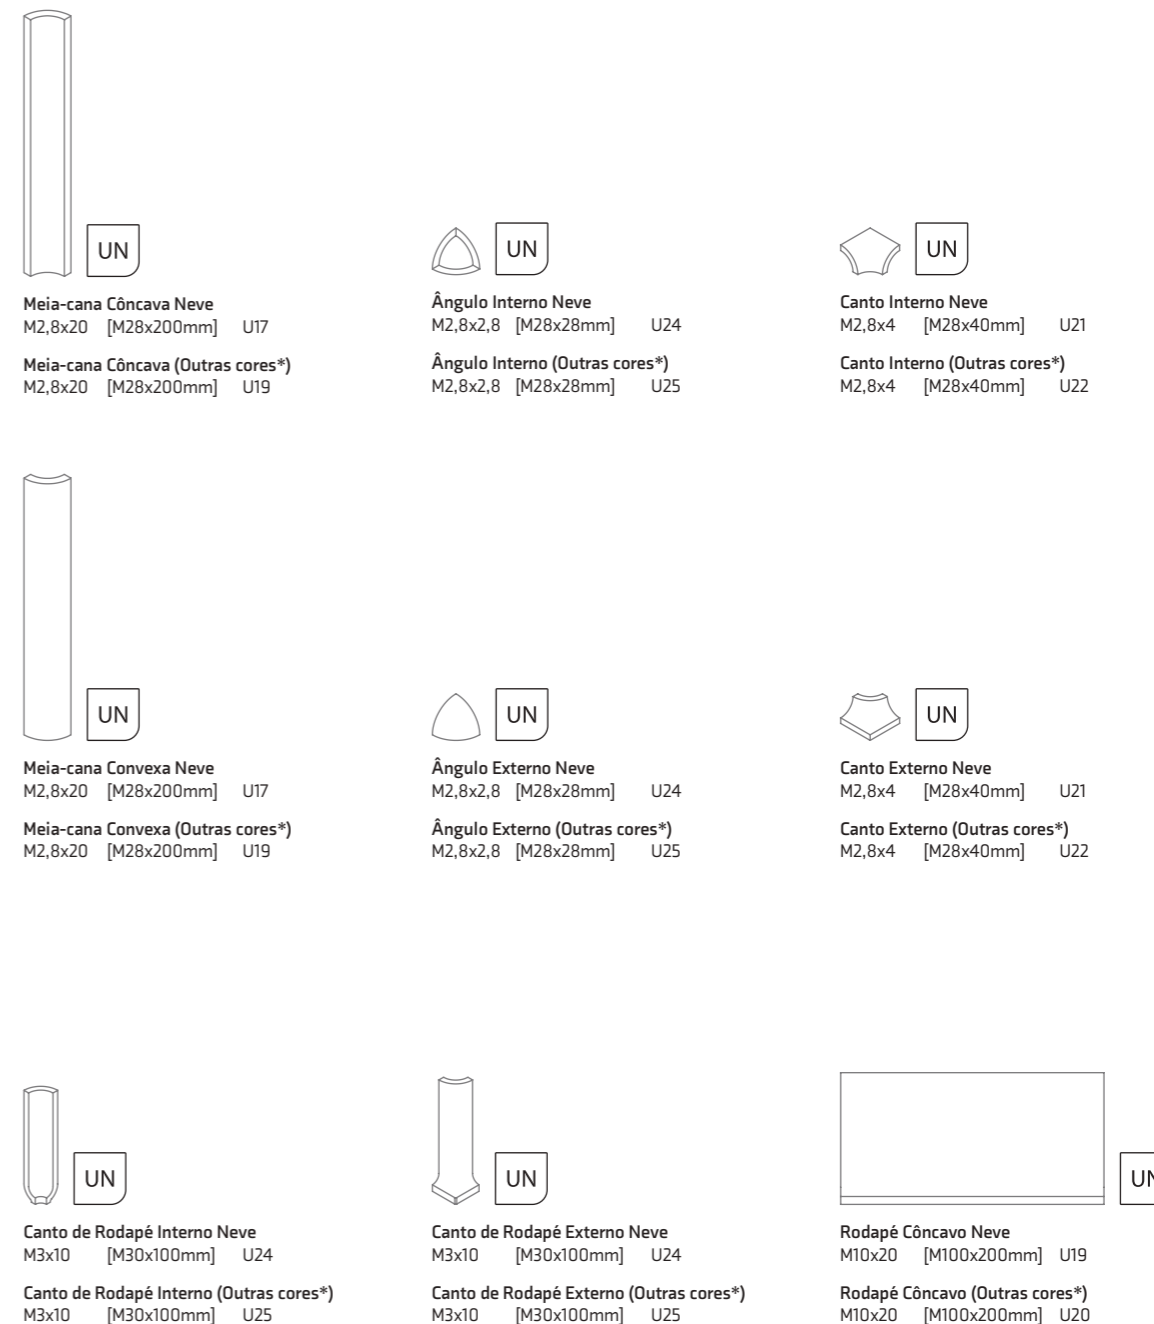 UN
Meia-cana Côncava Neve
M2,8x20 [M28x200mm] U17
Meia-cana Côncava (Outras cores*)
M2,8x20 [M28x200mm] U19
UN
Ângulo Interno Neve
M2,8x2,8 [M28x28mm] U24
Ângulo Interno (Outras cores*)
M2,8x2,8 [M28x28mm] U25
UN
Canto Interno Neve
M2,8x4 [M28x40mm] U21
Canto Interno (Outras cores*)
M2,8x4 [M28x40mm] U22
UN
Meia-cana Convexa Neve
M2,8x20 [M28x200mm] U17
Meia-cana Convexa (Outras cores*)
M2,8x20 [M28x200mm] U19
UN
Ângulo Externo Neve
M2,8x2,8 [M28x28mm] U24
Ângulo Externo (Outras cores*)
M2,8x2,8 [M28x28mm] U25
UN
Canto Externo Neve
M2,8x4 [M28x40mm] U21
Canto Externo (Outras cores*)
M2,8x4 [M28x40mm] U22
UN
Canto de Rodapé Interno Neve
M3x10 [M30x100mm] U24
Canto de Rodapé Interno (Outras cores*)
M3x10 [M30x100mm] U25
UN
Canto de Rodapé Externo Neve
M3x10 [M30x100mm] U24
Canto de Rodapé Externo (Outras cores*)
M3x10 [M30x100mm] U25
UN
Rodapé Côncavo Neve
M10x20 [M100x200mm] U19
Rodapé Côncavo (Outras cores*)
M10x20 [M100x200mm] U20